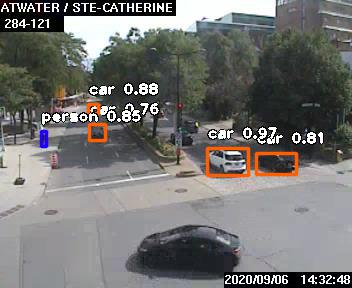 ATWATER / STE-CATHERINE
284-121
car 0.88
car 0.76
person 0.85
car 0.97
car 0.81
2020/09/06 14:32:48